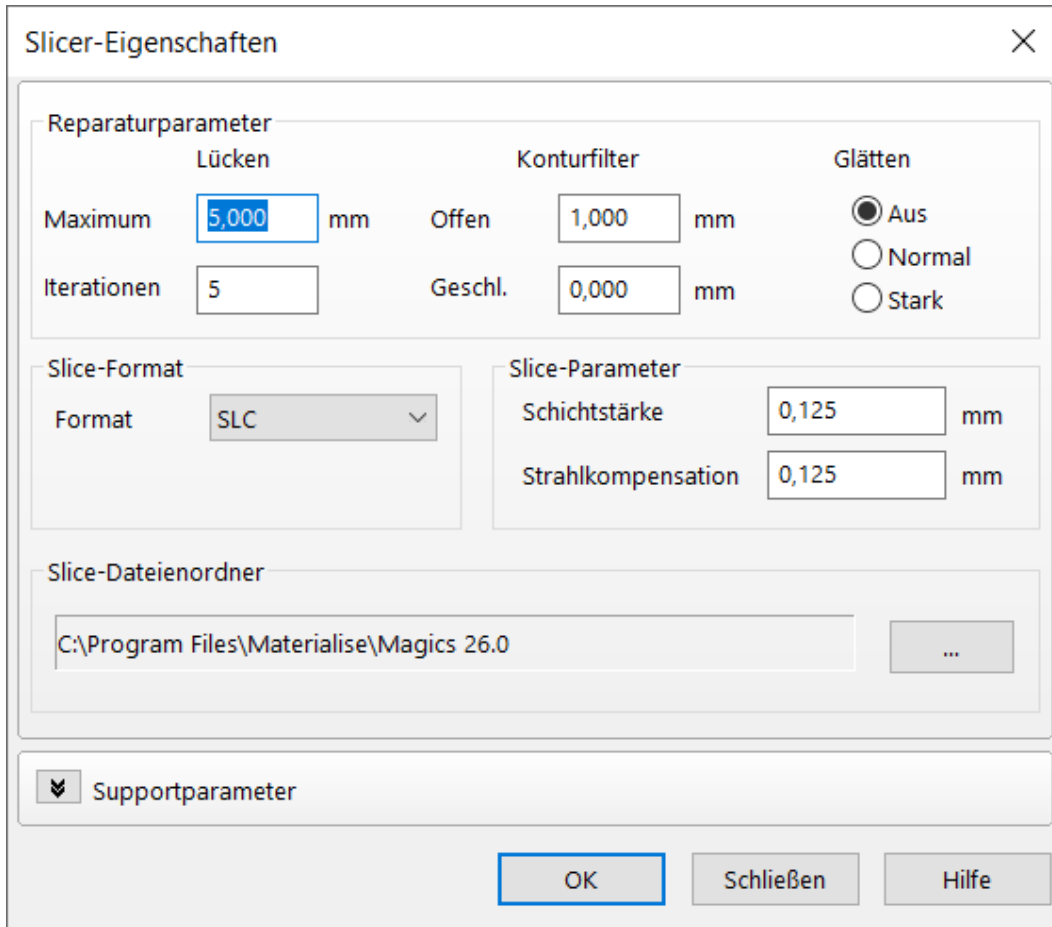 Slicer-Eigenschaften
Reparaturparameter
Lücken Konturfilter Glätten
Maximum 5,000 mm Offen 1,000 mm Aus
Normal
Iterationen 5 Geschl. 0,000 mm Stark
Slice-Format
Format SLC
Slice-Parameter
Schichtstärke 0,125 mm
Strahlkompensation 0,125 mm
Slice-Dateienordner
C:\Program Files\Materialise\Magics 26.0 ...
Supportparameter
OK Schließen Hilfe